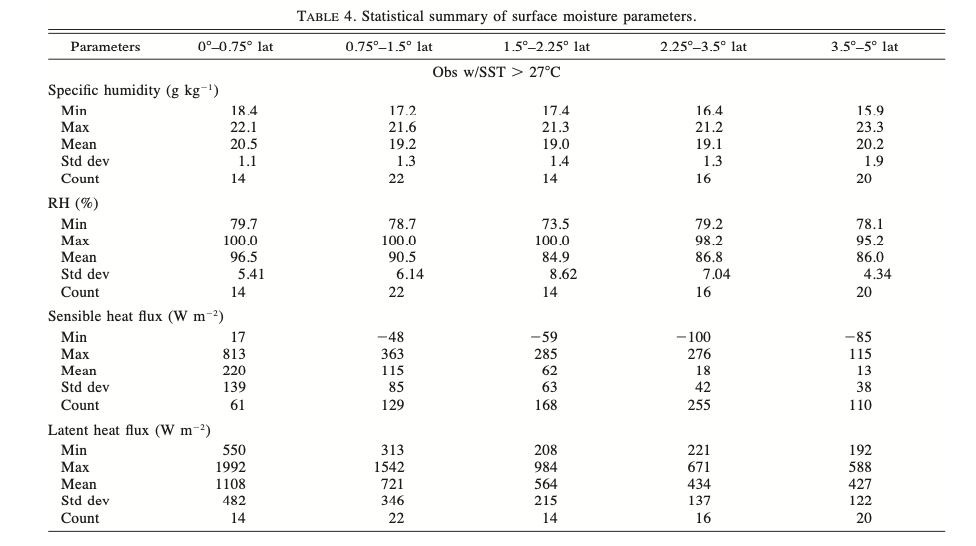 TABLE 4. Statistical summary of surface moisture parameters.
Parameters 0°–0.75° lat 0.75°–1.5° lat 1.5°–2.25° lat 2.25°–3.5° lat 3.5°–5° lat
Obs w/SST > 27°C
Specific humidity (g kg⁻¹)
Min 18.4 17.2 17.4 16.4 15.9
Max 22.1 21.6 21.3 21.2 23.3
Mean 20.5 19.2 19.0 19.1 20.2
Std dev 1.1 1.3 1.4 1.3 1.9
Count 14 22 14 16 20
RH (%)
Min 79.7 78.7 73.5 79.2 78.1
Max 100.0 100.0 100.0 98.2 95.2
Mean 96.5 90.5 84.9 86.8 86.0
Std dev 5.41 6.14 8.62 7.04 4.34
Count 14 22 14 16 20
Sensible heat flux (W m⁻²)
Min 17 −48 −59 −100 −85
Max 813 363 285 276 115
Mean 220 115 62 18 13
Std dev 139 85 63 42 38
Count 61 129 168 255 110
Latent heat flux (W m⁻²)
Min 550 313 208 221 192
Max 1992 1542 984 671 588
Mean 1108 721 564 434 427
Std dev 482 346 215 137 122
Count 14 22 14 16 20